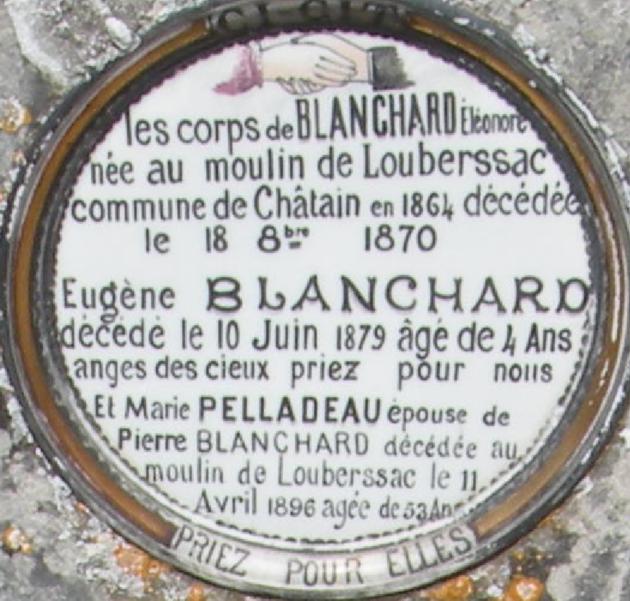 les corps de BLANCHARD Éléonore
née au moulin de Louberssac
commune de Châtain en 1864 décédée
le 18 8bre 1870
Eugène BLANCHARD
décédé le 10 Juin 1879 âgé de 4 Ans
anges des cieux priez pour nous
Et Marie PELLADEAU épouse de
Pierre BLANCHARD décédée au
moulin de Louberssac le 11
Avril 1896 agée de 53 Ans
PRIEZ POUR ELLES